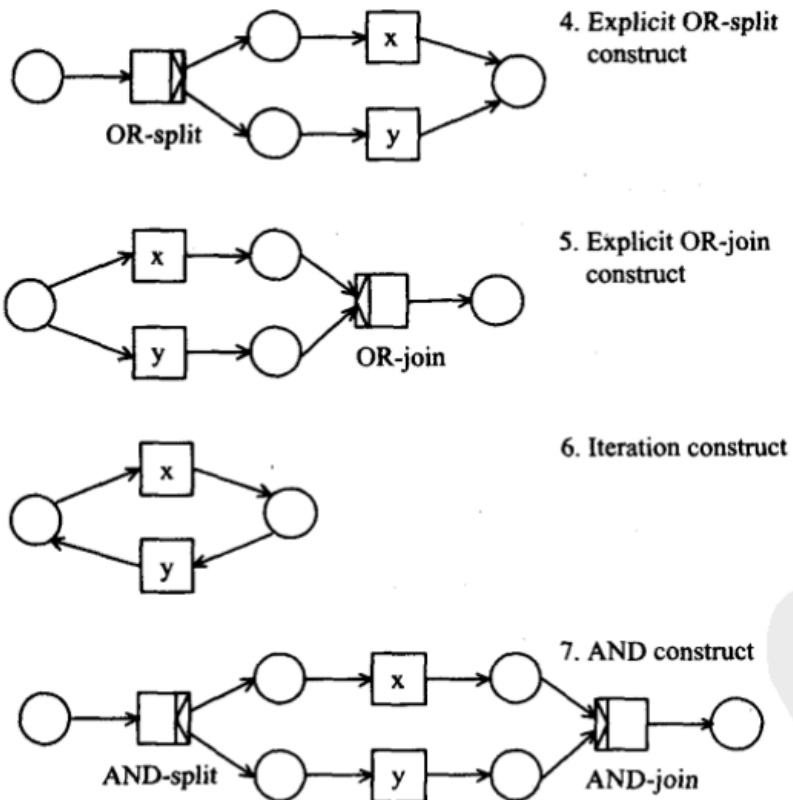 4. Explicit OR-split
construct
x
OR-split
y
5. Explicit OR-join
construct
x
y
OR-join
6. Iteration construct
x
y
7. AND construct
x
AND-split
y
AND-join